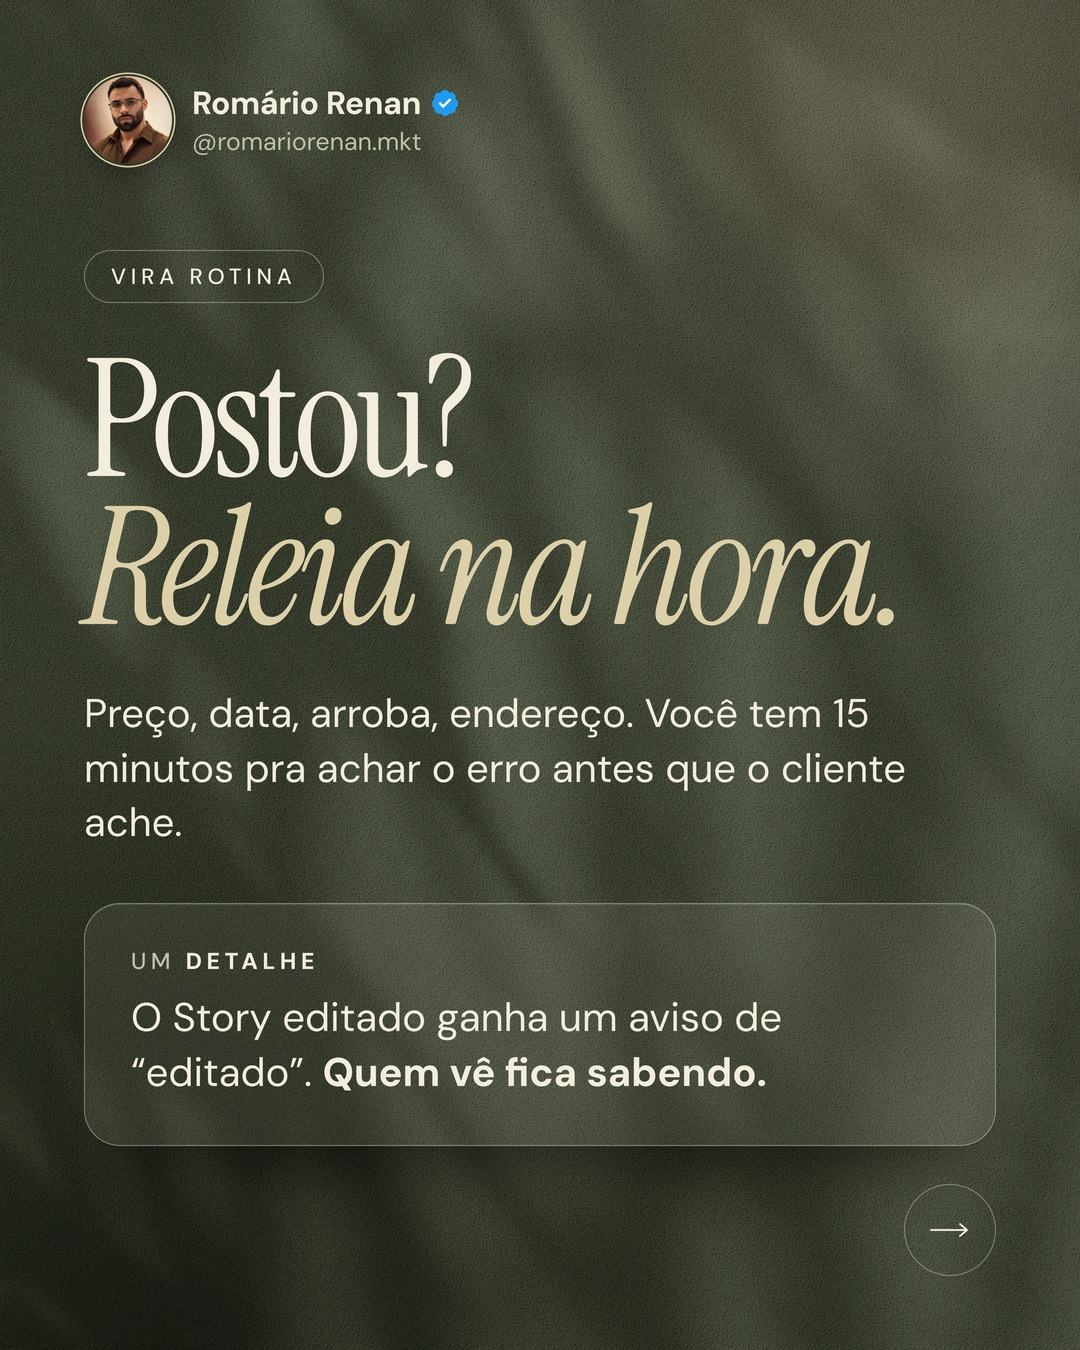 Romário Renan
@romariorenan.mkt
VIRA ROTINA
Postou?
Releia na hora.
Preço, data, arroba, endereço. Você tem 15
minutos pra achar o erro antes que o cliente
ache.
UM DETALHE
O Story editado ganha um aviso de
“editado”. Quem vê fica sabendo.